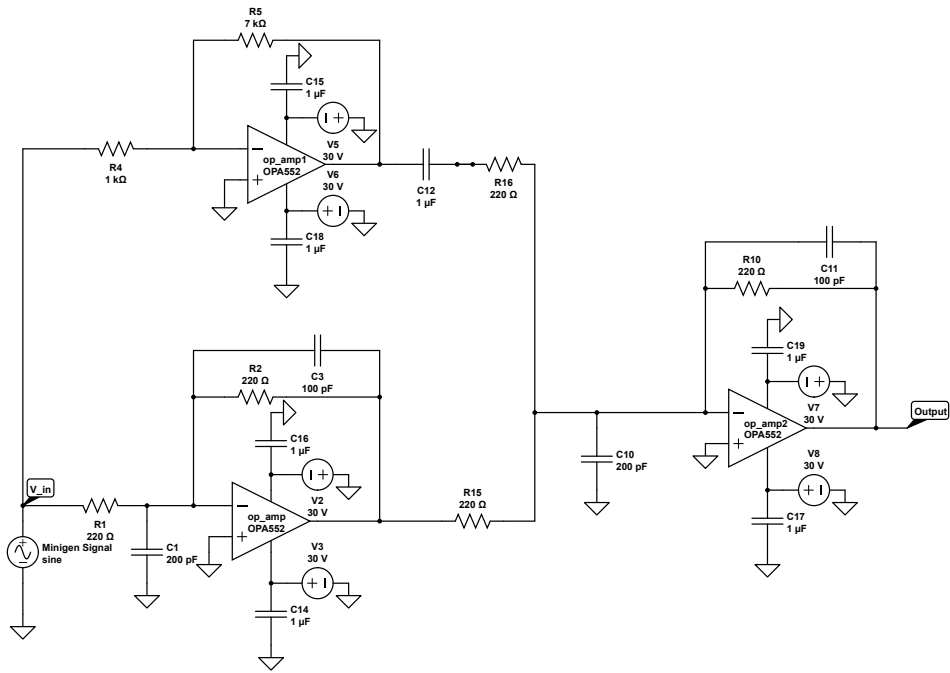 R5
7 kΩ
C15
1 µF
V5
30 V
op_amp1
OPA552
R4
1 kΩ
V6
30 V
C12
1 µF
R16
220 Ω
C18
1 µF
R10
220 Ω
C11
100 pF
C3
100 pF
R2
220 Ω
C19
1 µF
V7
30 V
op_amp2
OPA552
Output
C16
1 µF
C10
200 pF
V8
30 V
V_in
R1
220 Ω
V2
30 V
op_amp
OPA552
R15
220 Ω
C17
1 µF
Minigen Signal
sine
C1
200 pF
V3
30 V
C14
1 µF